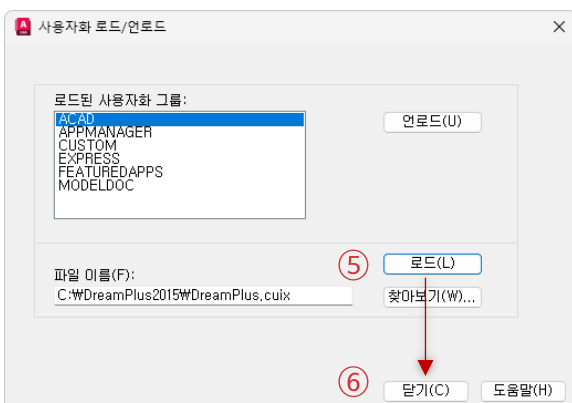 사용자화 로드/언로드
로드된 사용자화 그룹:
ACAD
APPMANAGER
CUSTOM
EXPRESS
FEATUREDAPPS
MODELDOC
언로드(U)
⑤ 로드(L)
파일 이름(F):
C:₩DreamPlus2015₩DreamPlus.cuix
찾아보기(W)...
⑥ 닫기(C) 도움말(H)